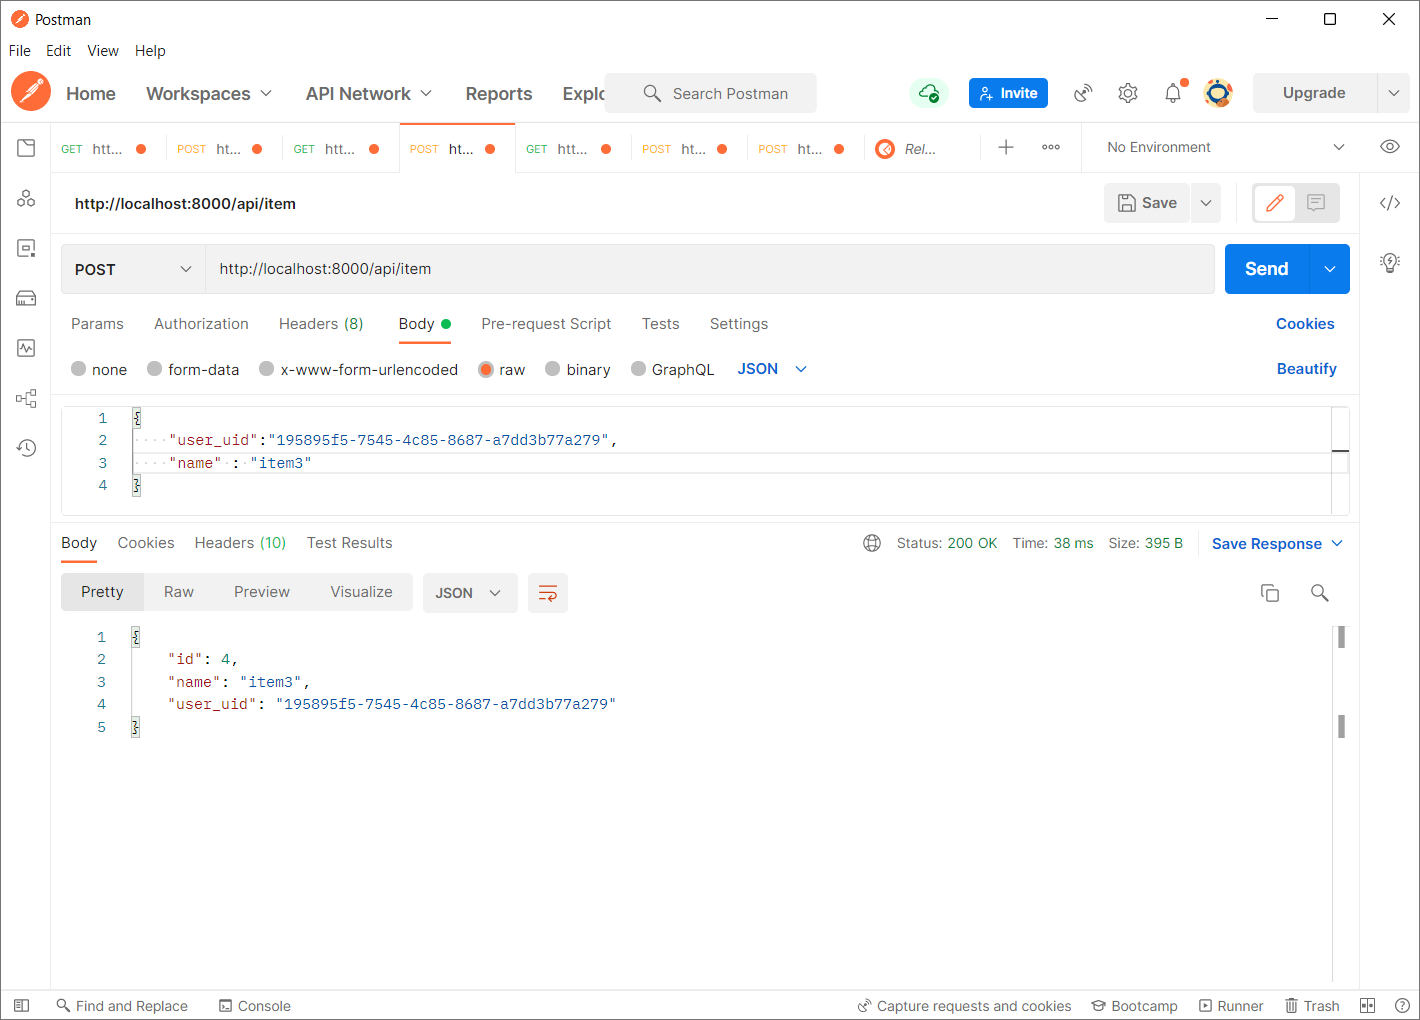 Postman
File Edit View Help
Home Workspaces API Network Reports Explo Search Postman Invite Upgrade
GET htt... POST ht... GET htt... POST ht... GET htt... POST ht... POST ht... Rel... No Environment
http://localhost:8000/api/item Save
POST http://localhost:8000/api/item Send
Params Authorization Headers (8) Body Pre-request Script Tests Settings Cookies
none form-data x-www-form-urlencoded raw binary GraphQL JSON Beautify
1 {
2 "user_uid":"195895f5-7545-4c85-8687-a7dd3b77a279",
3 "name" : "item3"
4 }
Body Cookies Headers (10) Test Results Status: 200 OK Time: 38 ms Size: 395 B Save Response
Pretty Raw Preview Visualize JSON
1 {
2 "id": 4,
3 "name": "item3",
4 "user_uid": "195895f5-7545-4c85-8687-a7dd3b77a279"
5 }
Find and Replace Console Capture requests and cookies Bootcamp Runner Trash